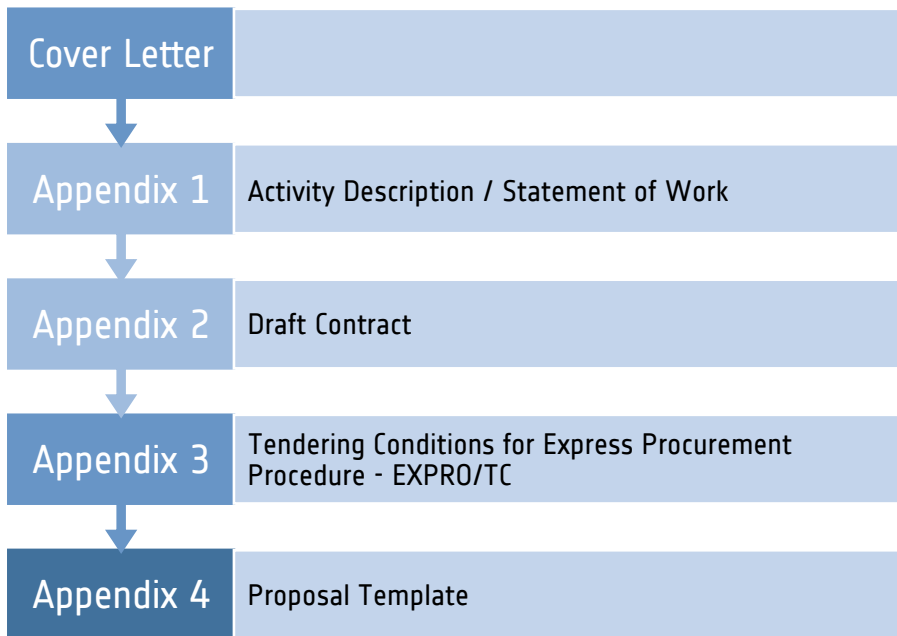 Cover Letter
Appendix 1
Activity Description / Statement of Work
Appendix 2
Draft Contract
Appendix 3
Tendering Conditions for Express Procurement
Procedure - EXPRO/TC
Appendix 4
Proposal Template